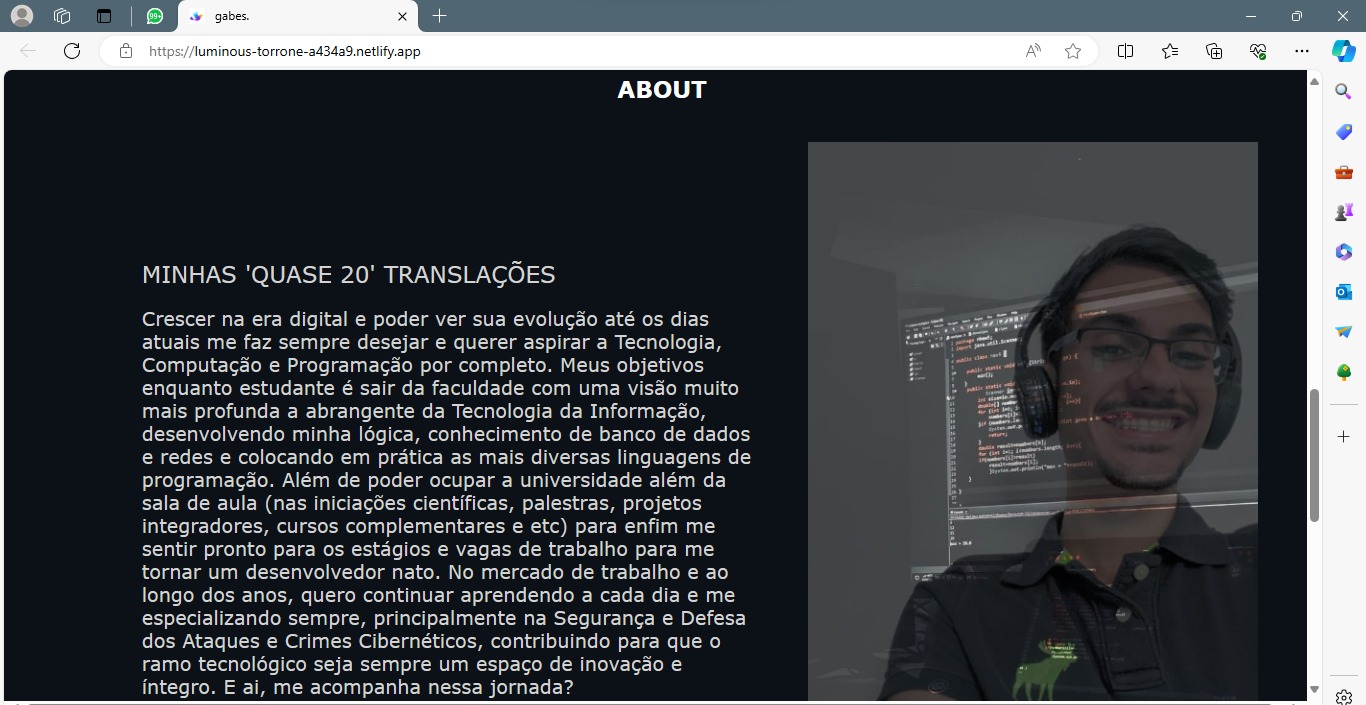 99+
gabes.
https://luminous-torrone-a434a9.netlify.app
ABOUT
MINHAS 'QUASE 20' TRANSLAÇÕES
Crescer na era digital e poder ver sua evolução até os dias
atuais me faz sempre desejar e querer aspirar a Tecnologia,
Computação e Programação por completo. Meus objetivos
enquanto estudante é sair da faculdade com uma visão muito
mais profunda a abrangente da Tecnologia da Informação,
desenvolvendo minha lógica, conhecimento de banco de dados
e redes e colocando em prática as mais diversas linguagens de
programação. Além de poder ocupar a universidade além da
sala de aula (nas iniciações científicas, palestras, projetos
integradores, cursos complementares e etc) para enfim me
sentir pronto para os estágios e vagas de trabalho para me
tornar um desenvolvedor nato. No mercado de trabalho e ao
longo dos anos, quero continuar aprendendo a cada dia e me
especializando sempre, principalmente na Segurança e Defesa
dos Ataques e Crimes Cibernéticos, contribuindo para que o
ramo tecnológico seja sempre um espaço de inovação e
íntegro. E ai, me acompanha nessa jornada?